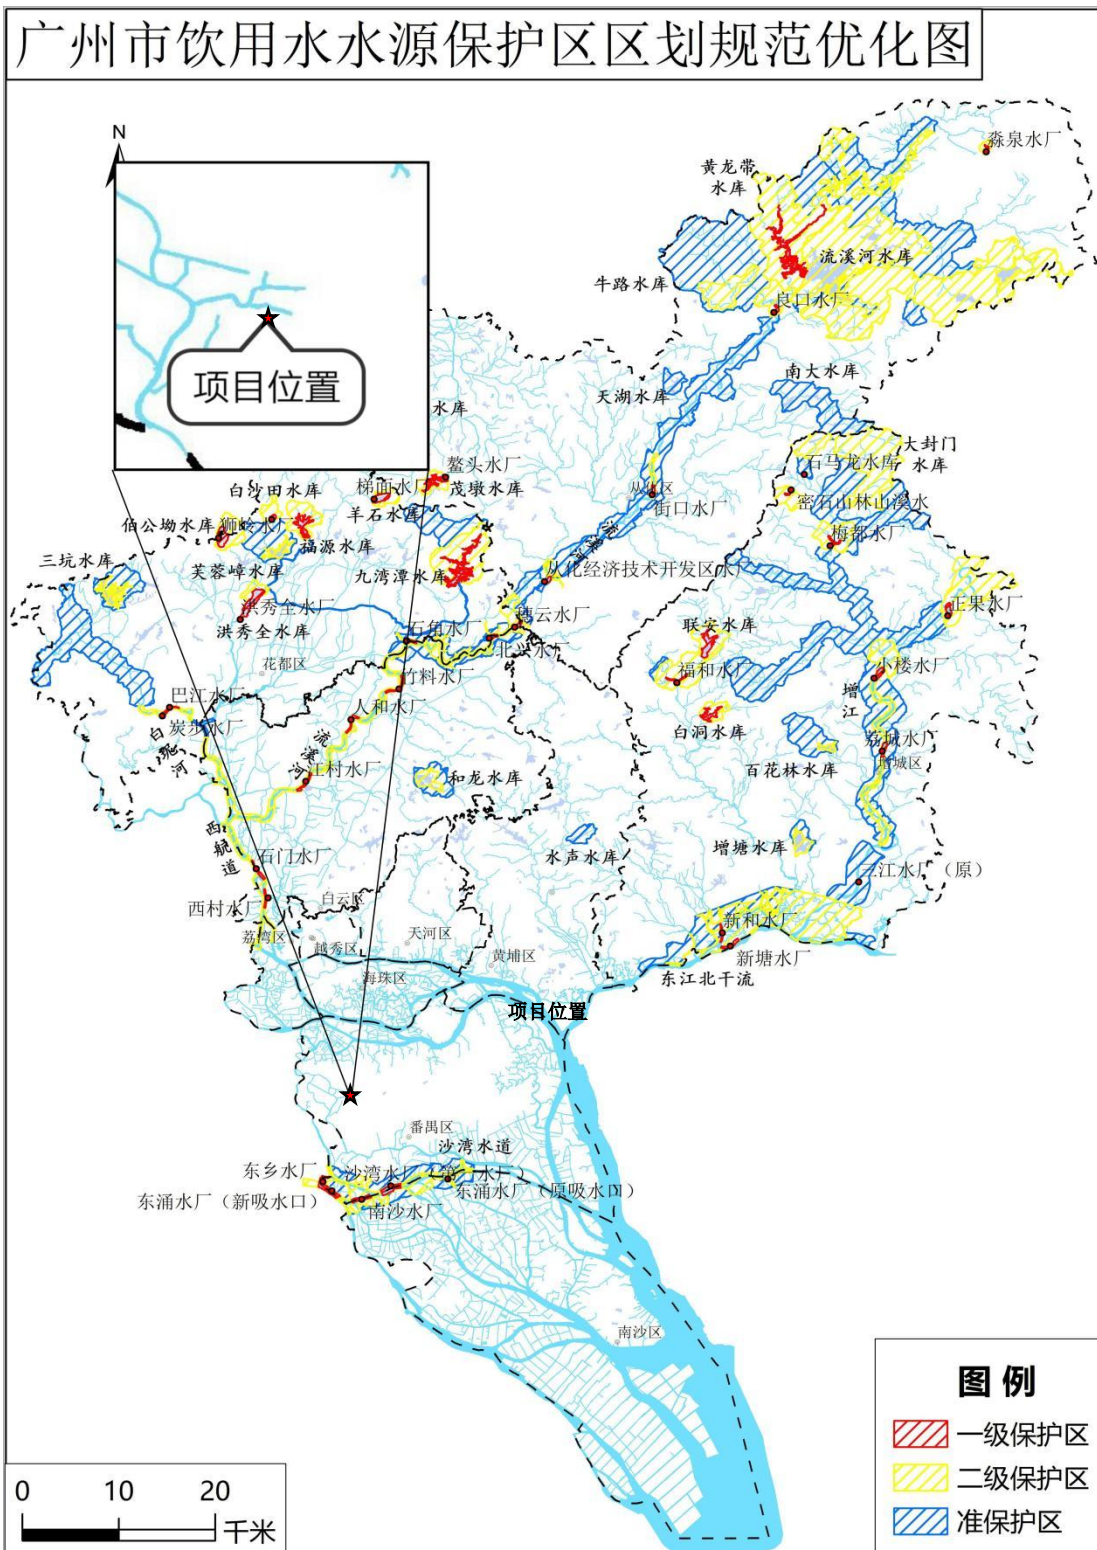 广州市饮用水水源保护区区划规范优化图
N
项目位置
淼泉水厂
黄龙带
水库
流溪河水库
牛路水库
良口水厂
南大水库
天湖水库
水库
大封门
水库
石马龙水库
鳌头水厂
梯面水厂
茂墩水库
羊石水库
白沙田水库
从化区
街口水厂
密石山林山溪水
伯公坳水库
狮岭水厂
福源水库
梅都水厂
流溪河
三坑水库
芙蓉嶂水库
九湾潭水库
从化经济技术开发区水厂
洪秀全水厂
洪秀全水库
正果水厂
穗云水厂
石角水厂
北兴水厂
联安水库
花都区
福和水厂
小楼水厂
竹料水厂
巴江水厂
炭步水厂
白坭河
人和水厂
增江
白洞水库
荔城水厂
增城区
流溪河
江村水厂
和龙水库
百花林水库
西航道
水声水库
增塘水库
石门水厂
三江水厂（原）
西村水厂
白云区
荔湾区
越秀区
天河区
黄埔区
新和水厂
新塘水厂
东江北干流
海珠区
项目位置
番禺区
沙湾水道
东乡水厂
沙湾水厂
东涌水厂（原吸水口）
东涌水厂（新吸水口）
南沙水厂
南沙区
图例
一级保护区
二级保护区
准保护区
0 10 20
千米